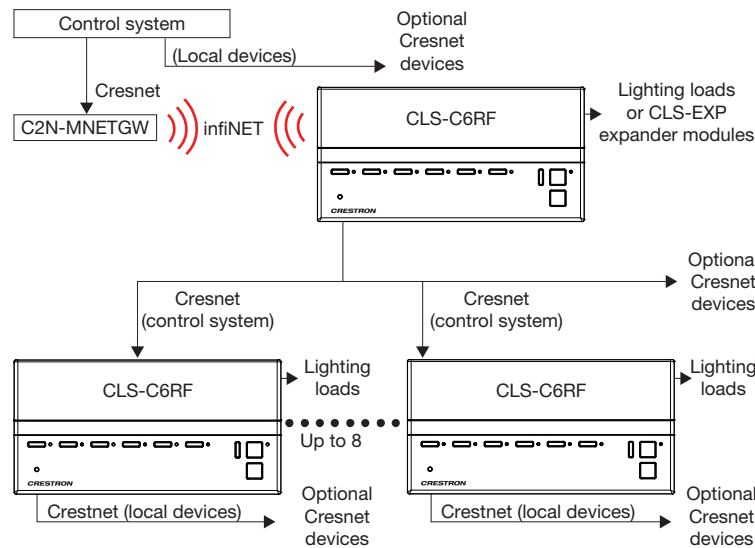 Control system
(Local devices)
Optional
Cresnet
devices
Cresnet
C2N-MNETGW
infiNET
CLS-C6RF
CRESTRON
Lighting loads
or CLS-EXP
expander modules
Optional
Cresnet
devices
Cresnet
(control system)
Cresnet
(control system)
CLS-C6RF
CRESTRON
Lighting
loads
Up to 8
CLS-C6RF
CRESTRON
Lighting
loads
Crestnet (local devices)
Optional
Cresnet
devices
Crestnet (local devices)
Optional
Cresnet
devices